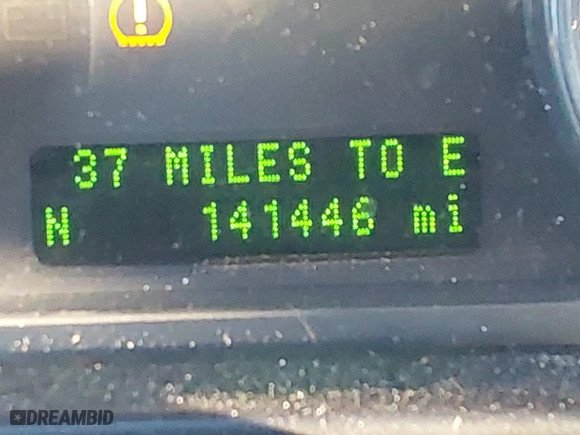 37 MILES TO E
N 141446 mi
DREAMBID